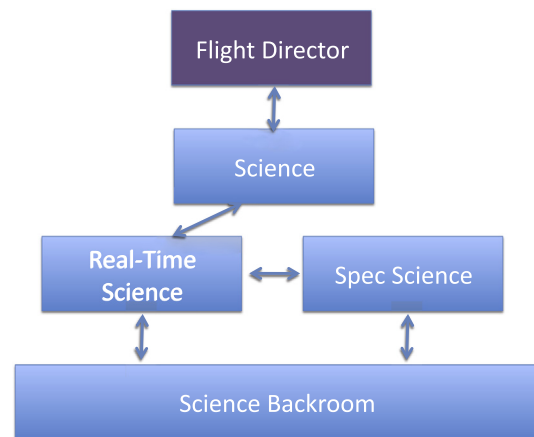 Flight Director
Science
Real-Time
Science
Spec Science
Science Backroom